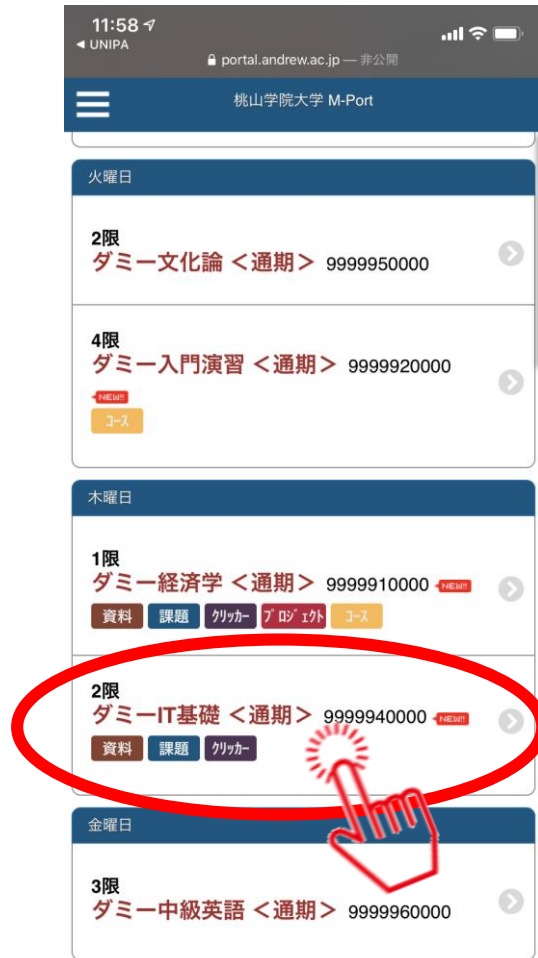 11:58
◀ UNIPA
portal.andrew.ac.jp — 非公開
桃山学院大学 M-Port
火曜日
2限
ダミー文化論 <通期> 9999950000
4限
ダミー入門演習 <通期> 9999920000
NEW!!
コース
木曜日
1限
ダミー経済学 <通期> 9999910000 NEW!!
資料 課題 クリッカー プロジェクト コース
2限
ダミーIT基礎 <通期> 9999940000 NEW!!
資料 課題 クリッカー
金曜日
3限
ダミー中級英語 <通期> 9999960000